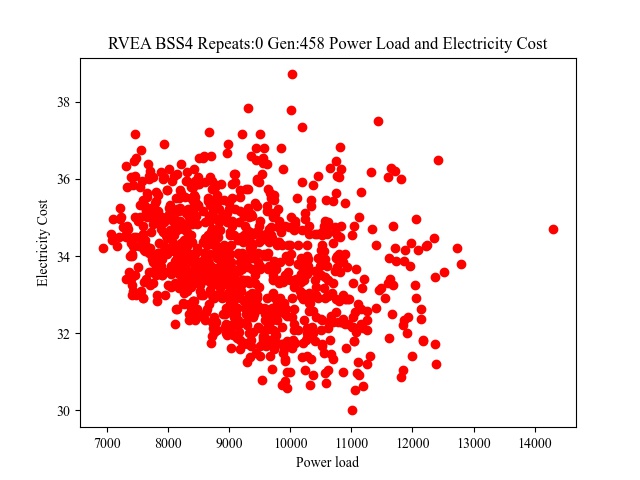 RVEA BSS4 Repeats:0 Gen:458 Power Load and Electricity Cost
38
36
34
32
30
Electricity Cost
7000 8000 9000 10000 11000 12000 13000 14000
Power load